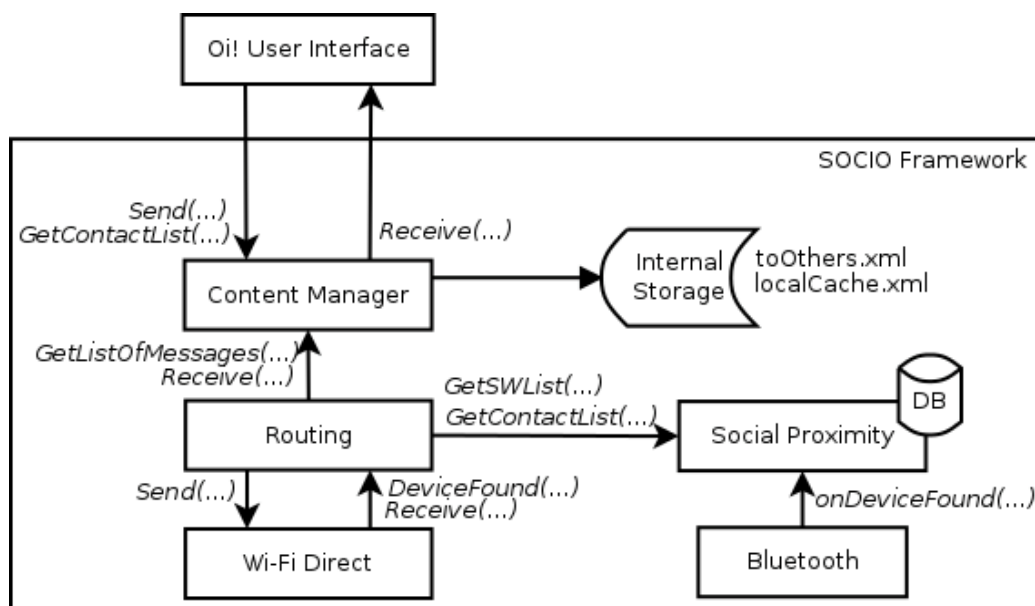 Oi! User Interface
SOCIO Framework
Send(...)
GetContactList(...)
Receive(...)
Content Manager
Internal
Storage
toOthers.xml
localCache.xml
GetListOfMessages(...)
Receive(...)
GetSWList(...)
GetContactList(...)
DB
Routing
Social Proximity
Send(...)
DeviceFound(...)
Receive(...)
onDeviceFound(...)
Wi-Fi Direct
Bluetooth